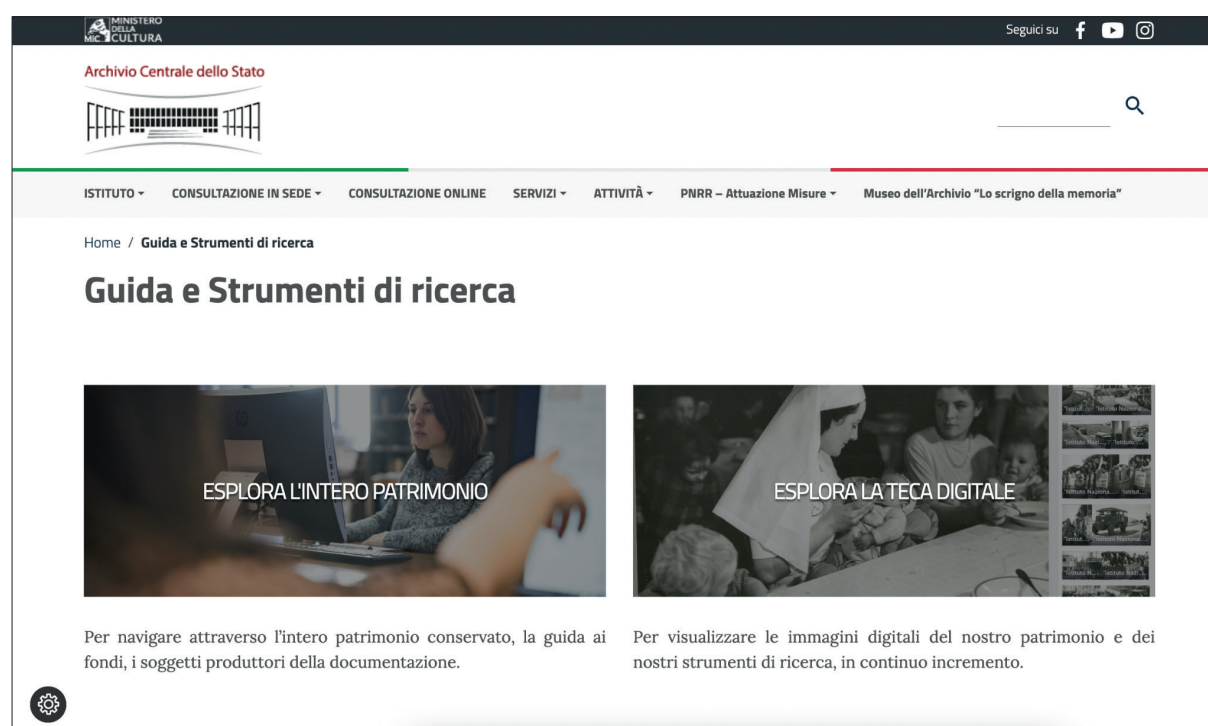 MINISTERO
DELLA
MiC CULTURA
Seguici su
Archivio Centrale dello Stato
ISTITUTO CONSULTAZIONE IN SEDE CONSULTAZIONE ONLINE SERVIZI ATTIVITÀ PNRR – Attuazione Misure Museo dell'Archivio "Lo scrigno della memoria"
Home / Guida e Strumenti di ricerca
Guida e Strumenti di ricerca
ESPLORA L'INTERO PATRIMONIO
ESPLORA LA TECA DIGITALE
Per navigare attraverso l'intero patrimonio conservato, la guida ai
fondi, i soggetti produttori della documentazione.
Per visualizzare le immagini digitali del nostro patrimonio e dei
nostri strumenti di ricerca, in continuo incremento.